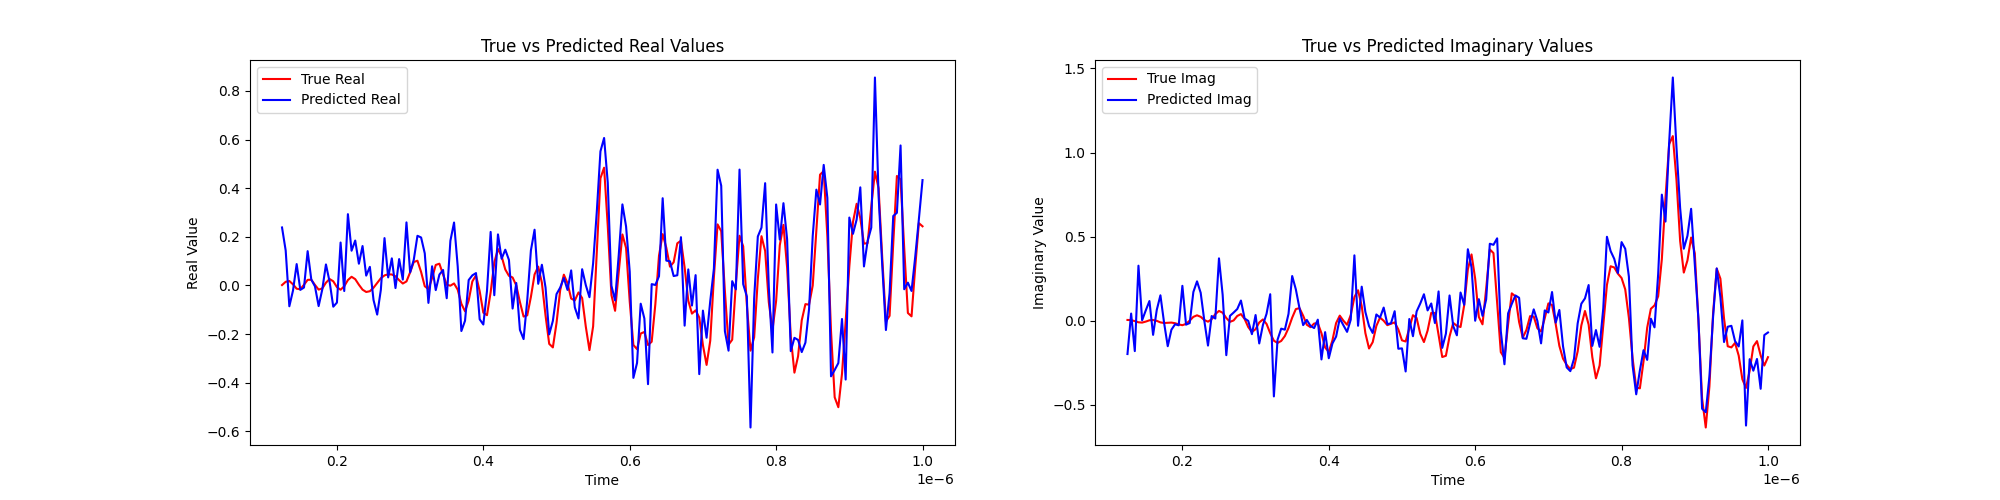 True vs Predicted Real Values
True Real
Predicted Real
Real Value
0.8
0.6
0.4
0.2
0.0
−0.2
−0.4
−0.6
0.2 0.4 0.6 0.8 1.0
1e−6
Time
True vs Predicted Imaginary Values
True Imag
Predicted Imag
Imaginary Value
1.5
1.0
0.5
0.0
−0.5
0.2 0.4 0.6 0.8 1.0
1e−6
Time